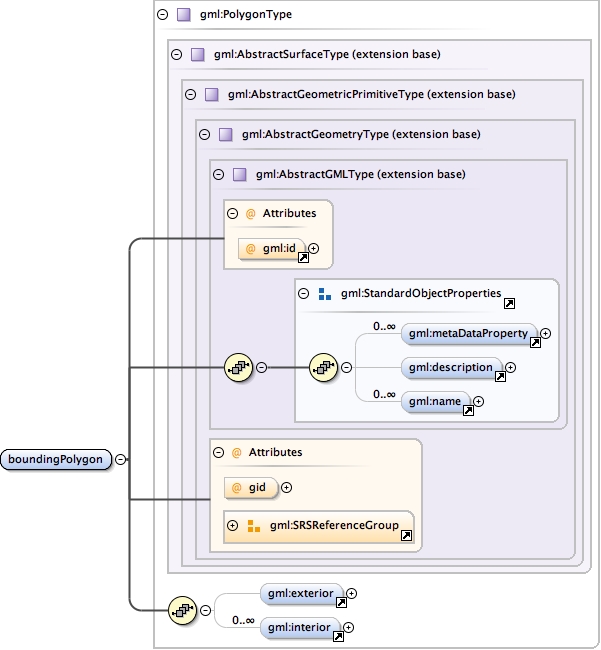 gml:PolygonType
gml:AbstractSurfaceType (extension base)
gml:AbstractGeometricPrimitiveType (extension base)
gml:AbstractGeometryType (extension base)
gml:AbstractGMLType (extension base)
@ Attributes
@ gml:id
gml:StandardObjectProperties
0..∞ gml:metaDataProperty
gml:description
0..∞ gml:name
@ Attributes
boundingPolygon
@ gid
gml:SRSReferenceGroup
gml:exterior
0..∞ gml:interior